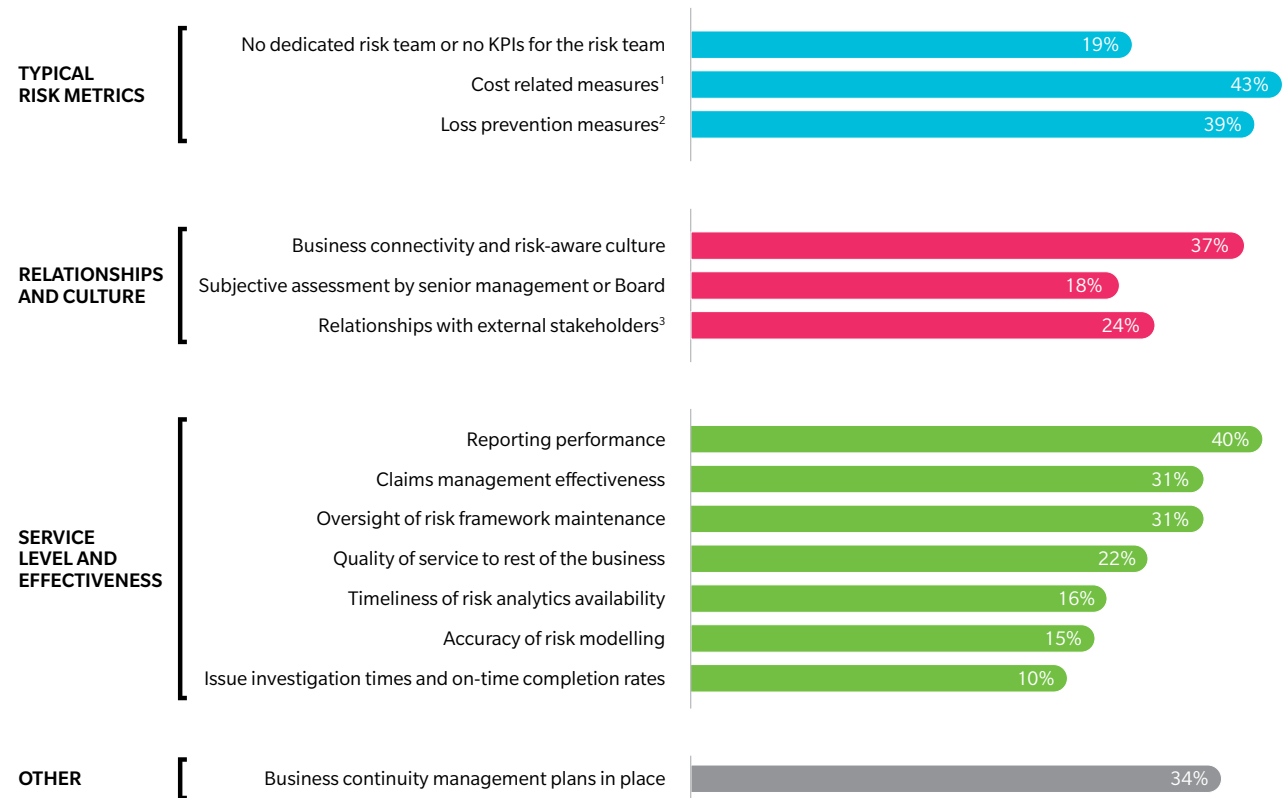 TYPICAL
RISK METRICS
No dedicated risk team or no KPIs for the risk team 19%
Cost related measures¹ 43%
Loss prevention measures² 39%
RELATIONSHIPS
AND CULTURE
Business connectivity and risk-aware culture 37%
Subjective assessment by senior management or Board 18%
Relationships with external stakeholders³ 24%
SERVICE
LEVEL AND
EFFECTIVENESS
Reporting performance 40%
Claims management effectiveness 31%
Oversight of risk framework maintenance 31%
Quality of service to rest of the business 22%
Timeliness of risk analytics availability 16%
Accuracy of risk modelling 15%
Issue investigation times and on-time completion rates 10%
OTHER
Business continuity management plans in place 34%